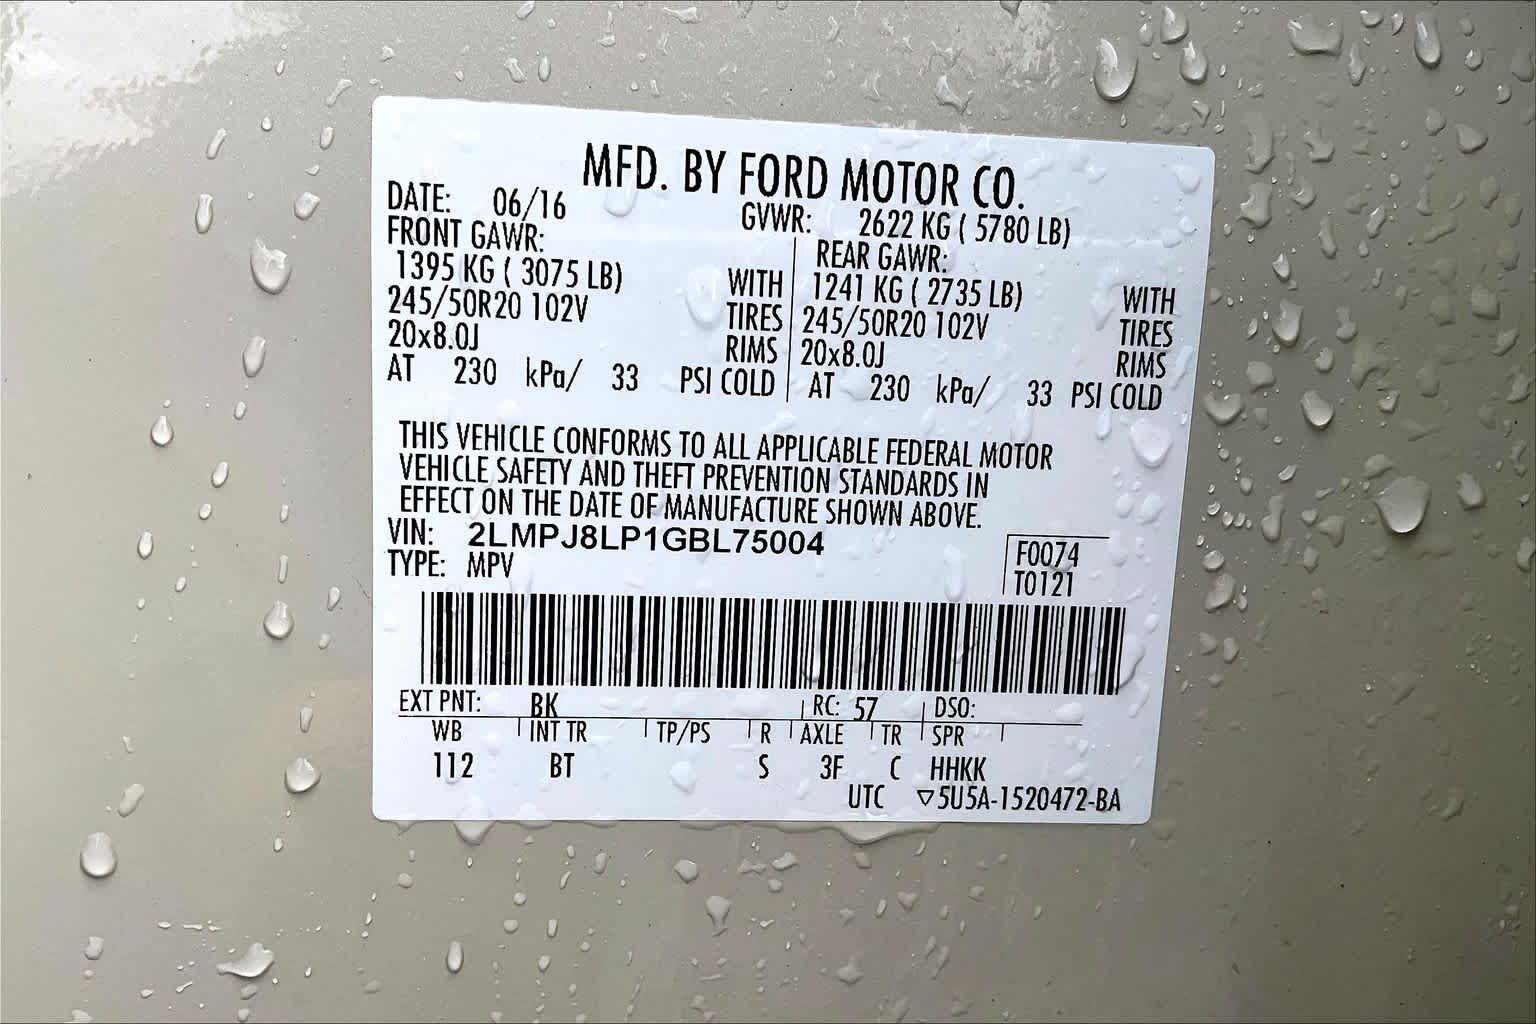 MFD. BY FORD MOTOR CO.
DATE: 06/16 GVWR: 2622 KG ( 5780 LB)
FRONT GAWR: REAR GAWR:
1395 KG ( 3075 LB) WITH 1241 KG ( 2735 LB) WITH
245/50R20 102V TIRES 245/50R20 102V TIRES
20x8.0J RIMS 20x8.0J RIMS
AT 230 kPa/ 33 PSI COLD AT 230 kPa/ 33 PSI COLD
THIS VEHICLE CONFORMS TO ALL APPLICABLE FEDERAL MOTOR
VEHICLE SAFETY AND THEFT PREVENTION STANDARDS IN
EFFECT ON THE DATE OF MANUFACTURE SHOWN ABOVE.
VIN: 2LMPJ8LP1GBL75004
TYPE: MPV
F0074
T0121
EXT PNT: BK RC: 57 DSO:
WB INT TR TP/PS R AXLE TR SPR
112 BT S 3F C HHKK
UTC ▽5U5A-1520472-BA